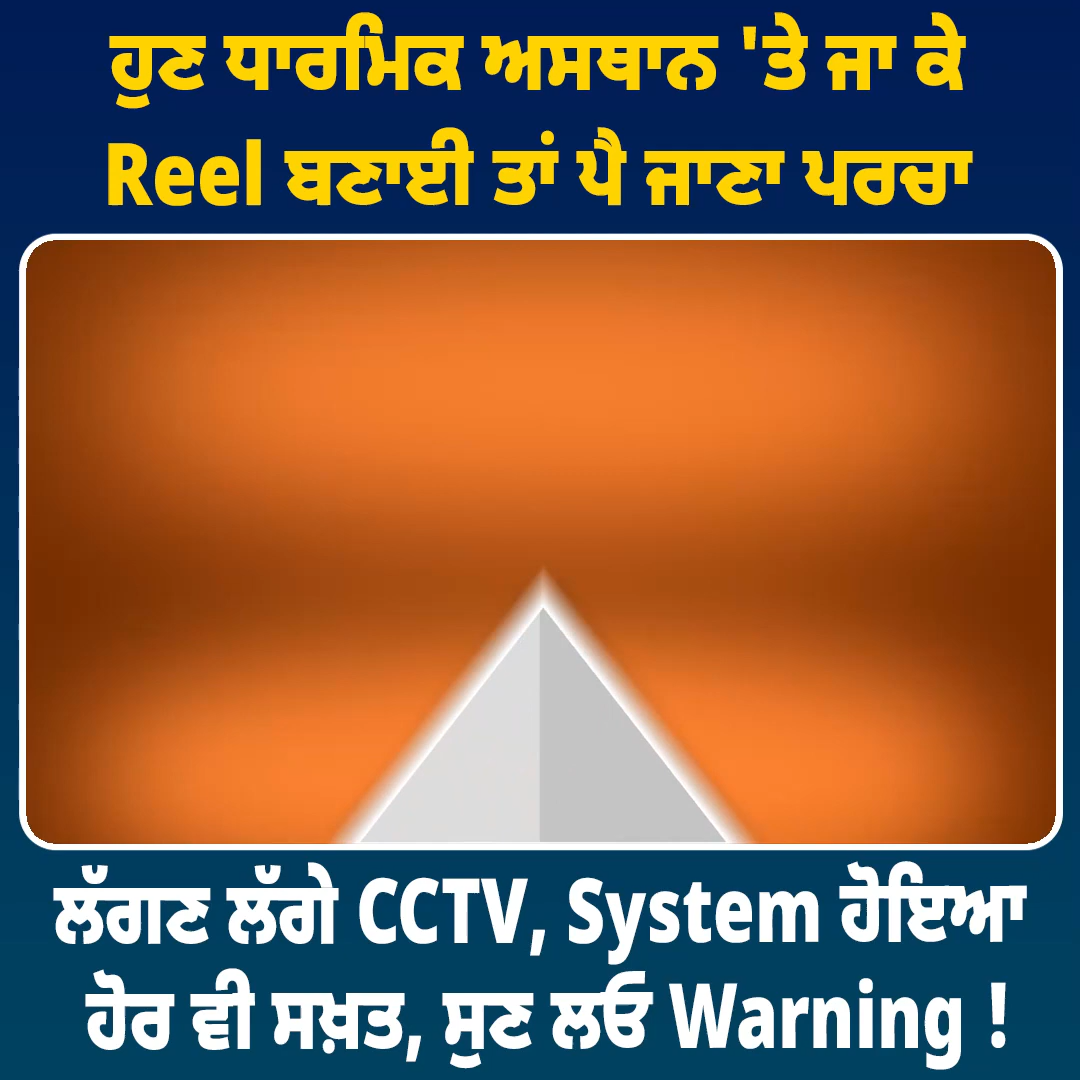 ਹੁਣ ਧਾਰਮਿਕ ਅਸਥਾਨ 'ਤੇ ਜਾ ਕੇ
Reel ਬਣਾਈ ਤਾਂ ਪੈ ਜਾਣਾ ਪਰਚਾ
ਲੱਗਣ ਲੱਗੇ CCTV, System ਹੋਇਆ
ਹੋਰ ਵੀ ਸਖ਼ਤ, ਸੁਣ ਲਓ Warning !